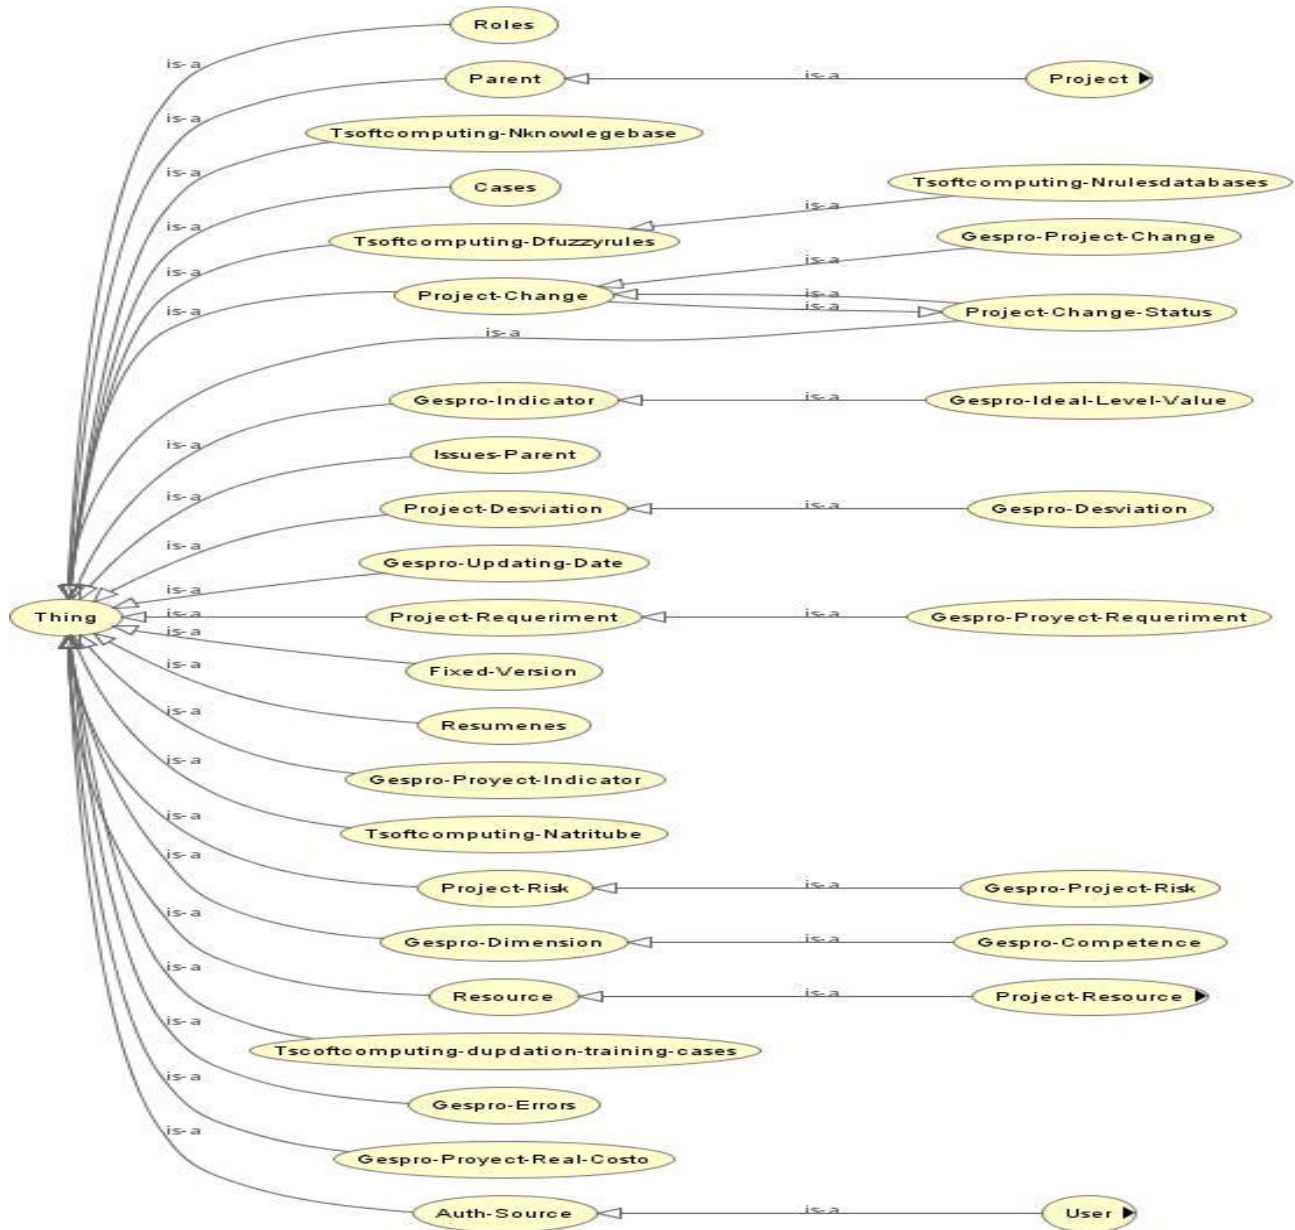 Roles
is-a
Parent
is-a
Project
is-a
Tsoftcomputing-Nknowlegebase
is-a
Cases
Tsoftcomputing-Nrulesdatabases
is-a
is-a
Tsoftcomputing-Dfuzzyrules
Gespro-Project-Change
is-a
is-a
Project-Change
is-a
is-a
is-a
Project-Change-Status
is-a
Gespro-Indicator
is-a
Gespro-Ideal-Level-Value
is-a
Issues-Parent
is-a
Project-Desviation
is-a
Gespro-Desviation
is-a
Gespro-Updating-Date
is-a
Thing
is-a
Project-Requeriment
is-a
Gespro-Proyect-Requeriment
is-a
Fixed-Version
is-a
Resumenes
is-a
Gespro-Proyect-Indicator
is-a
Tsoftcomputing-Natritube
is-a
Project-Risk
is-a
Gespro-Project-Risk
is-a
Gespro-Dimension
is-a
Gespro-Competence
is-a
Resource
is-a
Project-Resource
is-a
Tscoftcomputing-dupdation-training-cases
is-a
Gespro-Errors
is-a
Gespro-Proyect-Real-Costo
Auth-Source
is-a
User